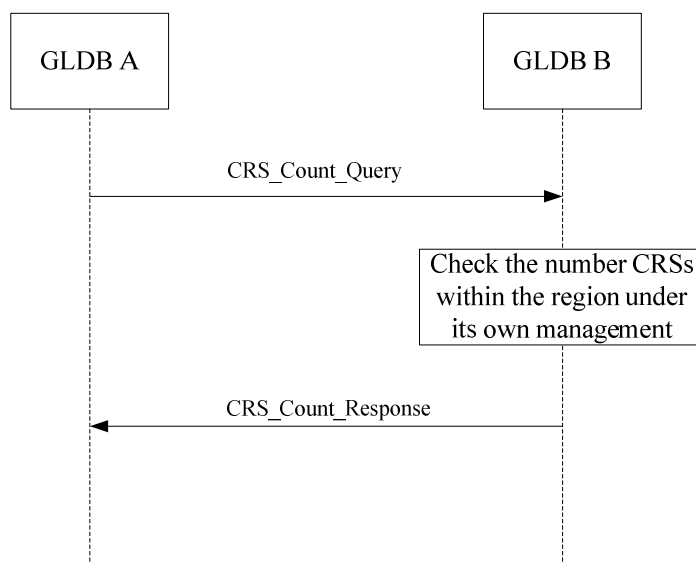 GLDB A
GLDB B
CRS_Count_Query
Check the number CRSs
within the region under
its own management
CRS_Count_Response